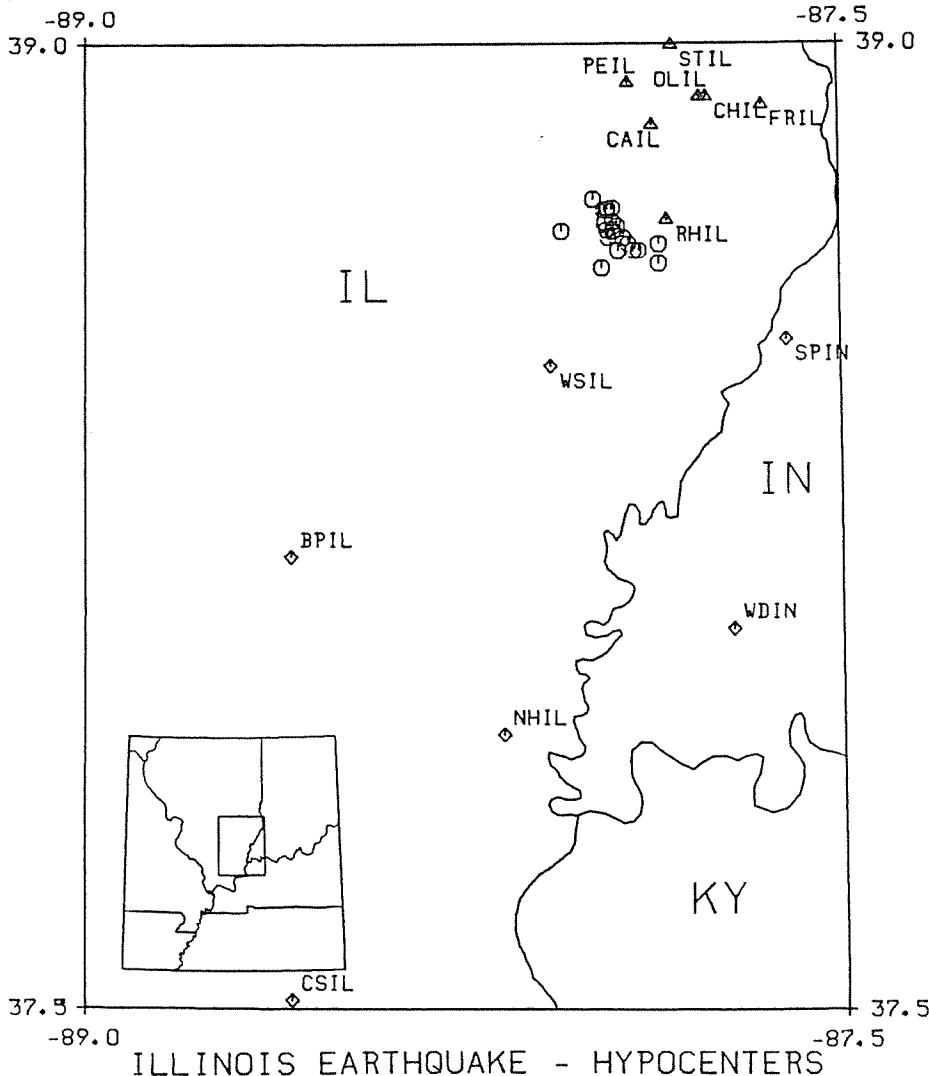 -89.0
-87.5
39.0
39.0
STIL
PEIL
OLIL
CHIL
FRIL
CAIL
RHIL
IL
SPIN
WSIL
IN
BPIL
WDIN
NHIL
KY
CSIL
37.5
37.5
-89.0
-87.5
ILLINOIS EARTHQUAKE - HYPOCENTERS